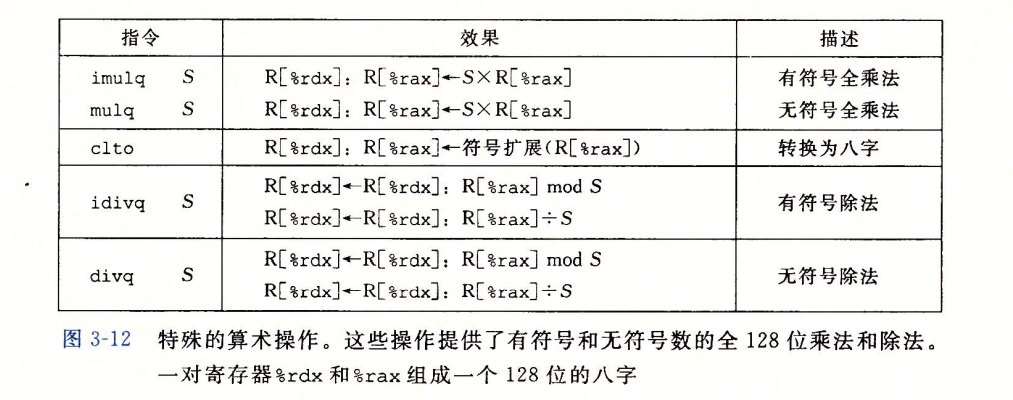 指令 效果 描述
imulq S R[%rdx]：R[%rax]←S×R[%rax] 有符号全乘法
mulq S R[%rdx]：R[%rax]←S×R[%rax] 无符号全乘法
clto R[%rdx]：R[%rax]←符号扩展(R[%rax]) 转换为八字
idivq S R[%rdx]←R[%rdx]：R[%rax] mod S 有符号除法
R[%rdx]←R[%rdx]：R[%rax]÷S
divq S R[%rdx]←R[%rdx]：R[%rax] mod S 无符号除法
R[%rdx]←R[%rdx]：R[%rax]÷S
图 3-12 特殊的算术操作。这些操作提供了有符号和无符号数的全 128 位乘法和除法。
一对寄存器%rdx 和%rax 组成一个 128 位的八字